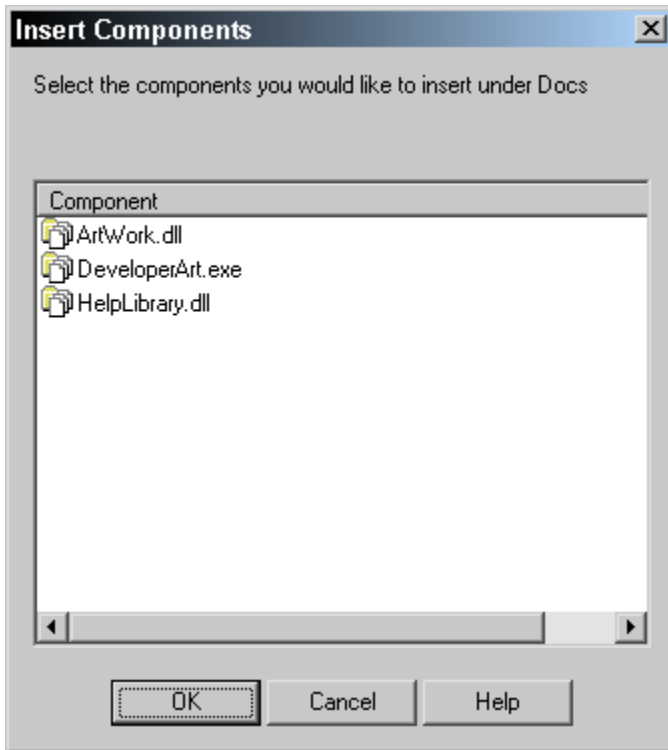 Insert Components
Select the components you would like to insert under Docs
Component
ArtWork.dll
DeveloperArt.exe
HelpLibrary.dll
OK Cancel Help